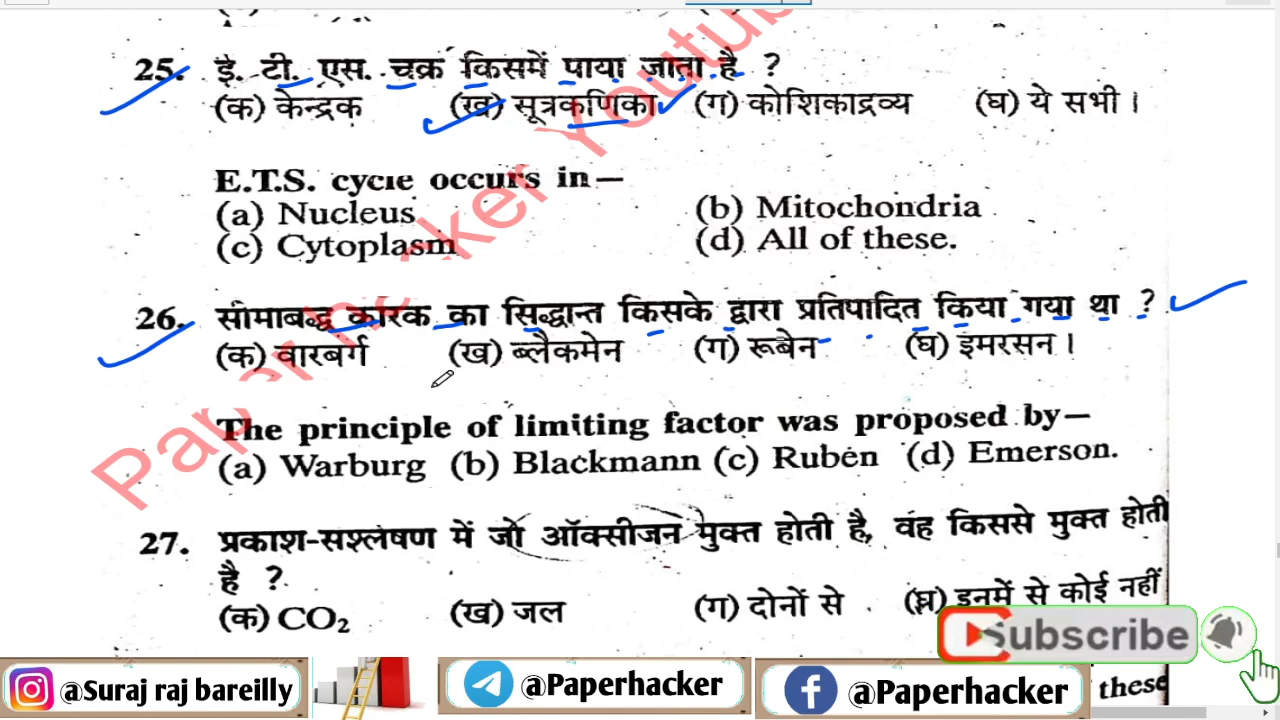 25. ई. टी. एस. चक्र किसमें पाया जाता है ?
(क) केन्द्रक (ख) सूत्रकणिका (ग) कोशिकाद्रव्य (घ) ये सभी ।
E.T.S. cycle occurs in—
(a) Nucleus (b) Mitochondria
(c) Cytoplasm (d) All of these.
26. सीमाबद्ध कारक का सिद्धान्त किसके द्वारा प्रतिपादित किया गया था ?
(क) वारबर्ग (ख) ब्लैकमेन (ग) रूबेन (घ) इमरसन ।
The principle of limiting factor was proposed by—
(a) Warburg (b) Blackmann (c) Ruben (d) Emerson.
27. प्रकाश-सश्लेषण में जो ऑक्सीजन मुक्त होती है, वह किससे मुक्त होती
है ?
(क) CO₂ (ख) जल (ग) दोनों से (घ) इनमें से कोई नहीं
these
Paper hacker Youtub
Subscribe
@Suraj raj bareilly @Paperhacker @Paperhacker